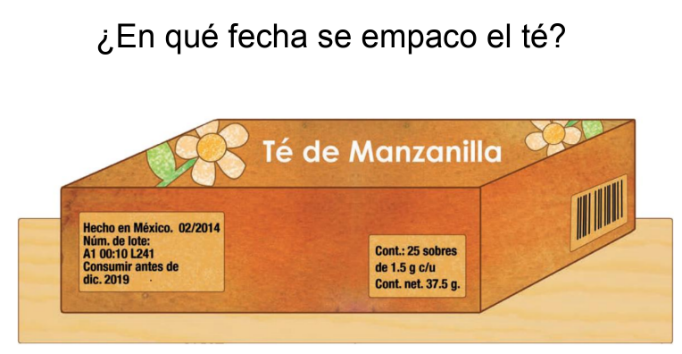 ¿En qué fecha se empaco el té?
Té de Manzanilla
Hecho en México. 02/2014
Núm. de lote:
A1 00:10 L241
Consumir antes de
dic. 2019
Cont.: 25 sobres
de 1.5 g c/u
Cont. net. 37.5 g.